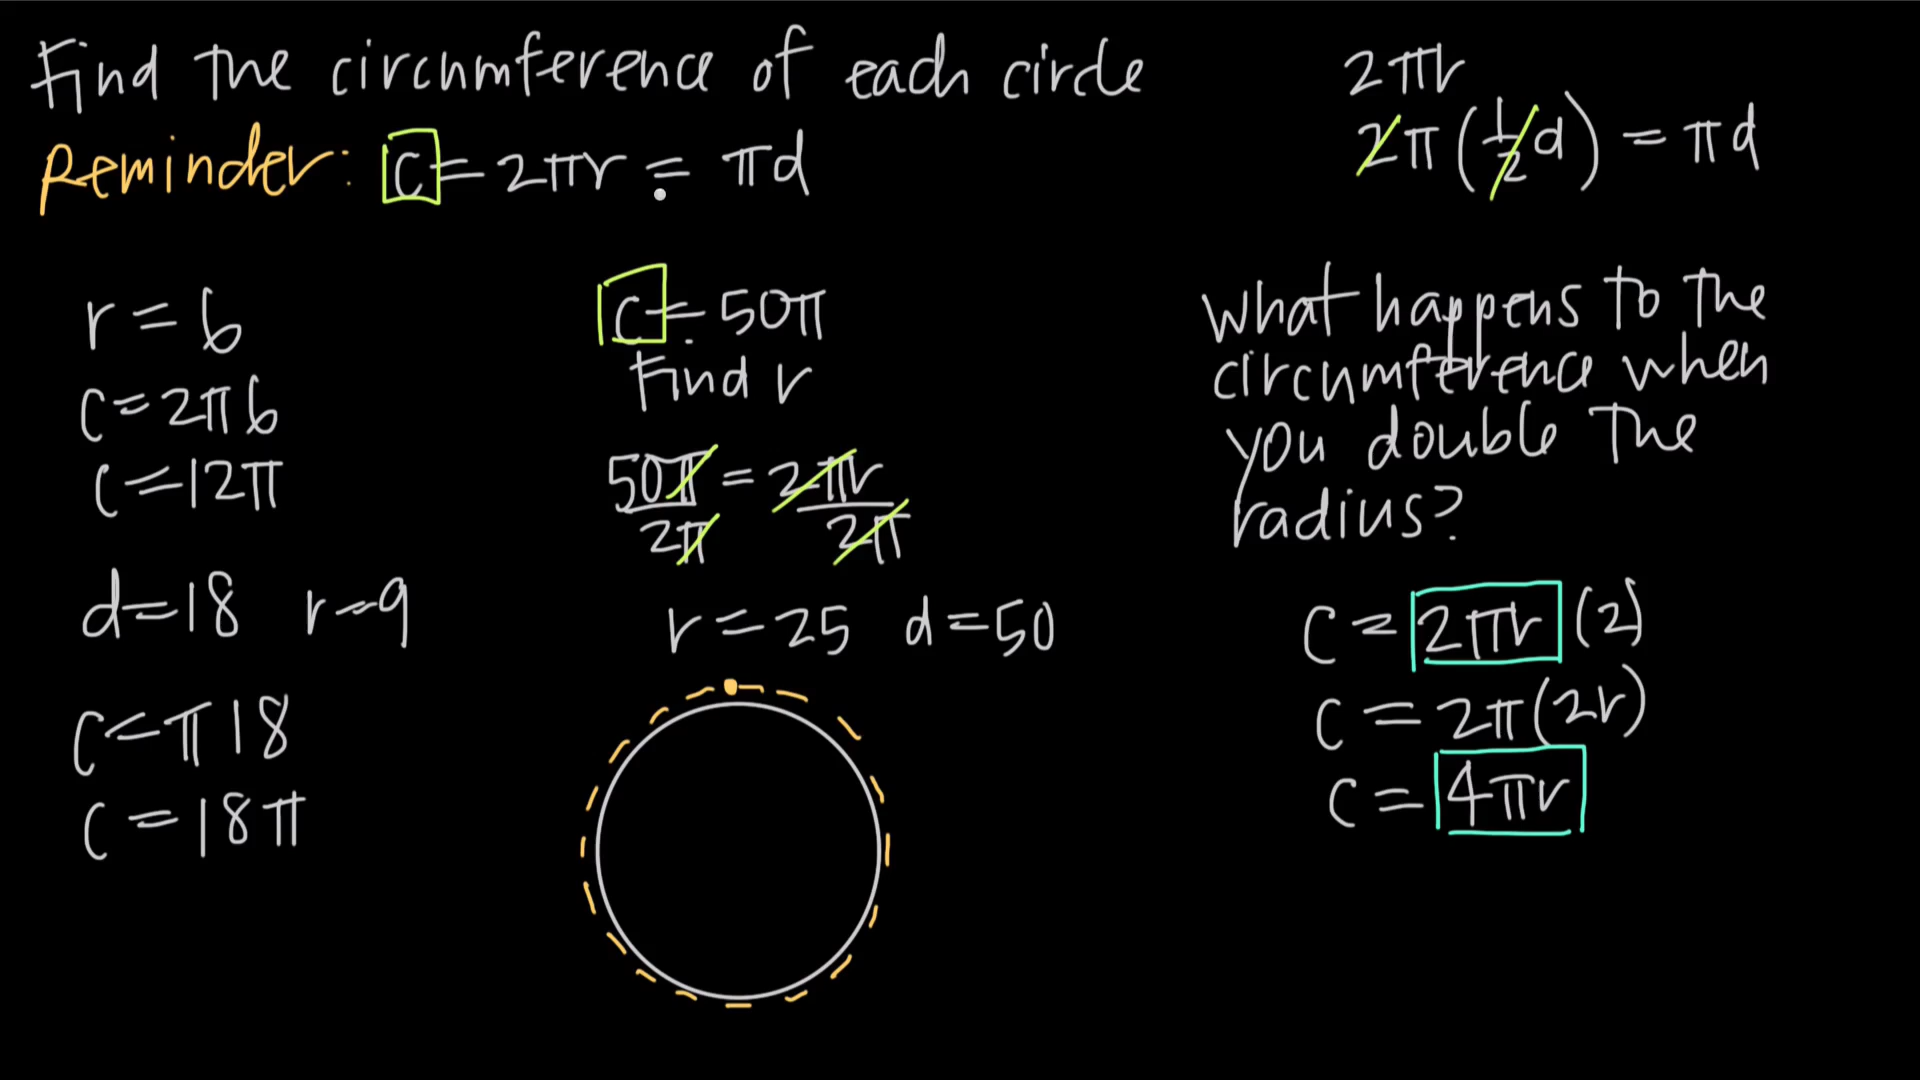 Find the circumference of each circle
Reminder: C = 2πr = πd
2πr
2π(1/2 d) = πd
r = 6
C = 2π6
C = 12π
d = 18 r = 9
C = π18
C = 18π
C = 50π
Find r
50π/2π = 2πr/2π
r = 25 d = 50
What happens to the
circumference when
you double the
radius?
C = 2πr (2)
C = 2π(2r)
C = 4πr